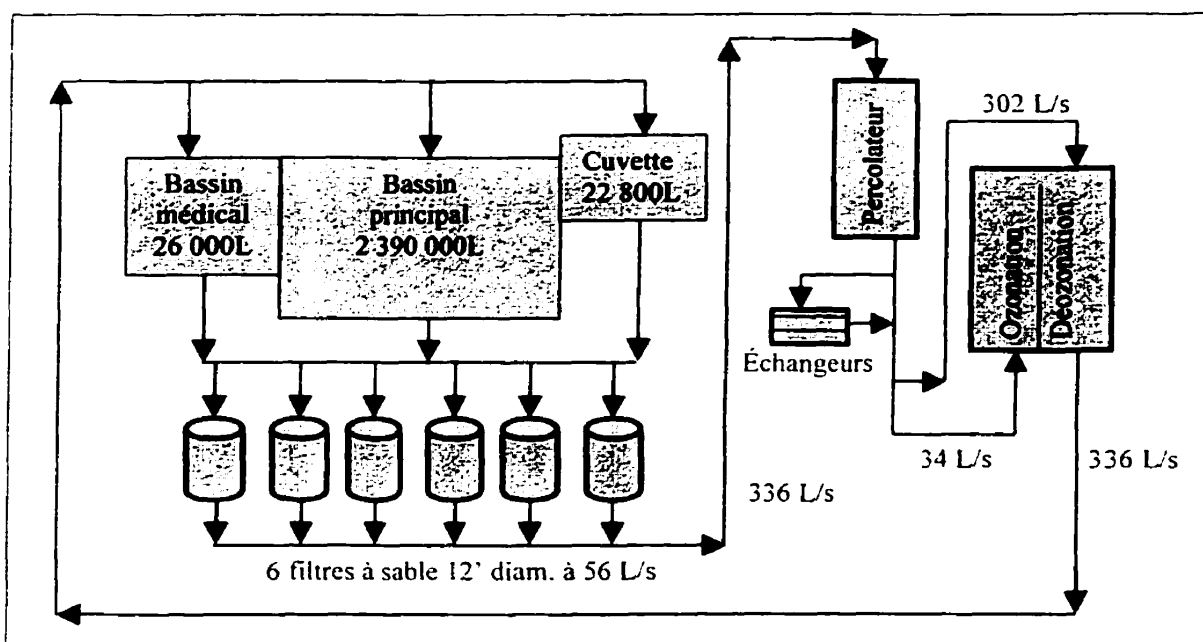 Bassin
médical
26 000L
Bassin
principal
2 390 000L
Cuvette
22 800L
Percolateur
302 L/s
Ozonation
Deozonation
Échangeurs
34 L/s
336 L/s
336 L/s
6 filtres à sable 12' diam. à 56 L/s